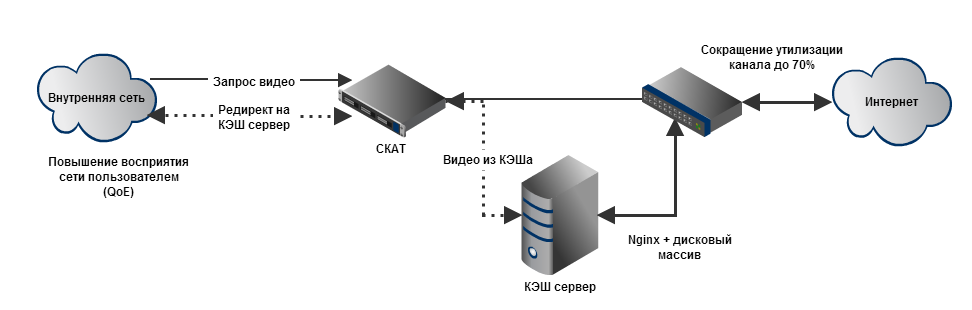 Внутренняя сеть
Повышение восприятия
сети пользователем
(QoE)
Запрос видео
Редирект на
КЭШ сервер
СКАТ
Видео из КЭШа
КЭШ сервер
Nginx + дисковый
массив
Сокращение утилизации
канала до 70%
Интернет